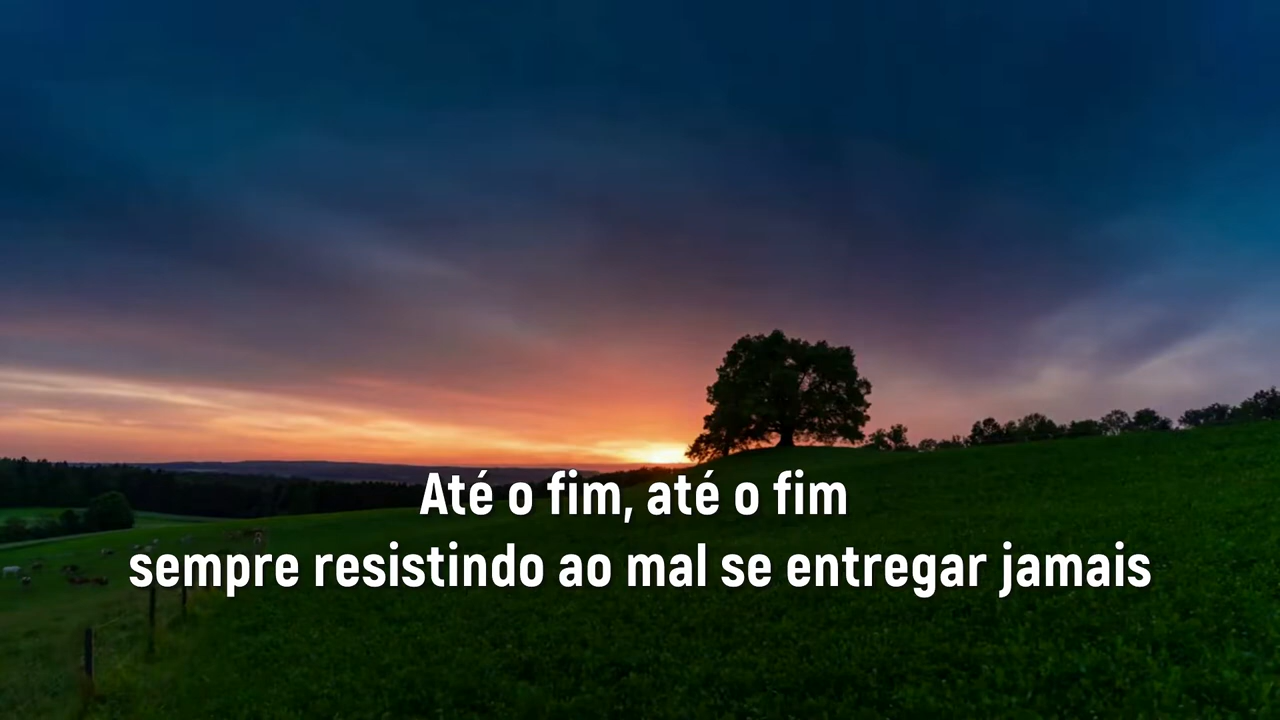 Até o fim, até o fim
sempre resistindo ao mal se entregar jamais